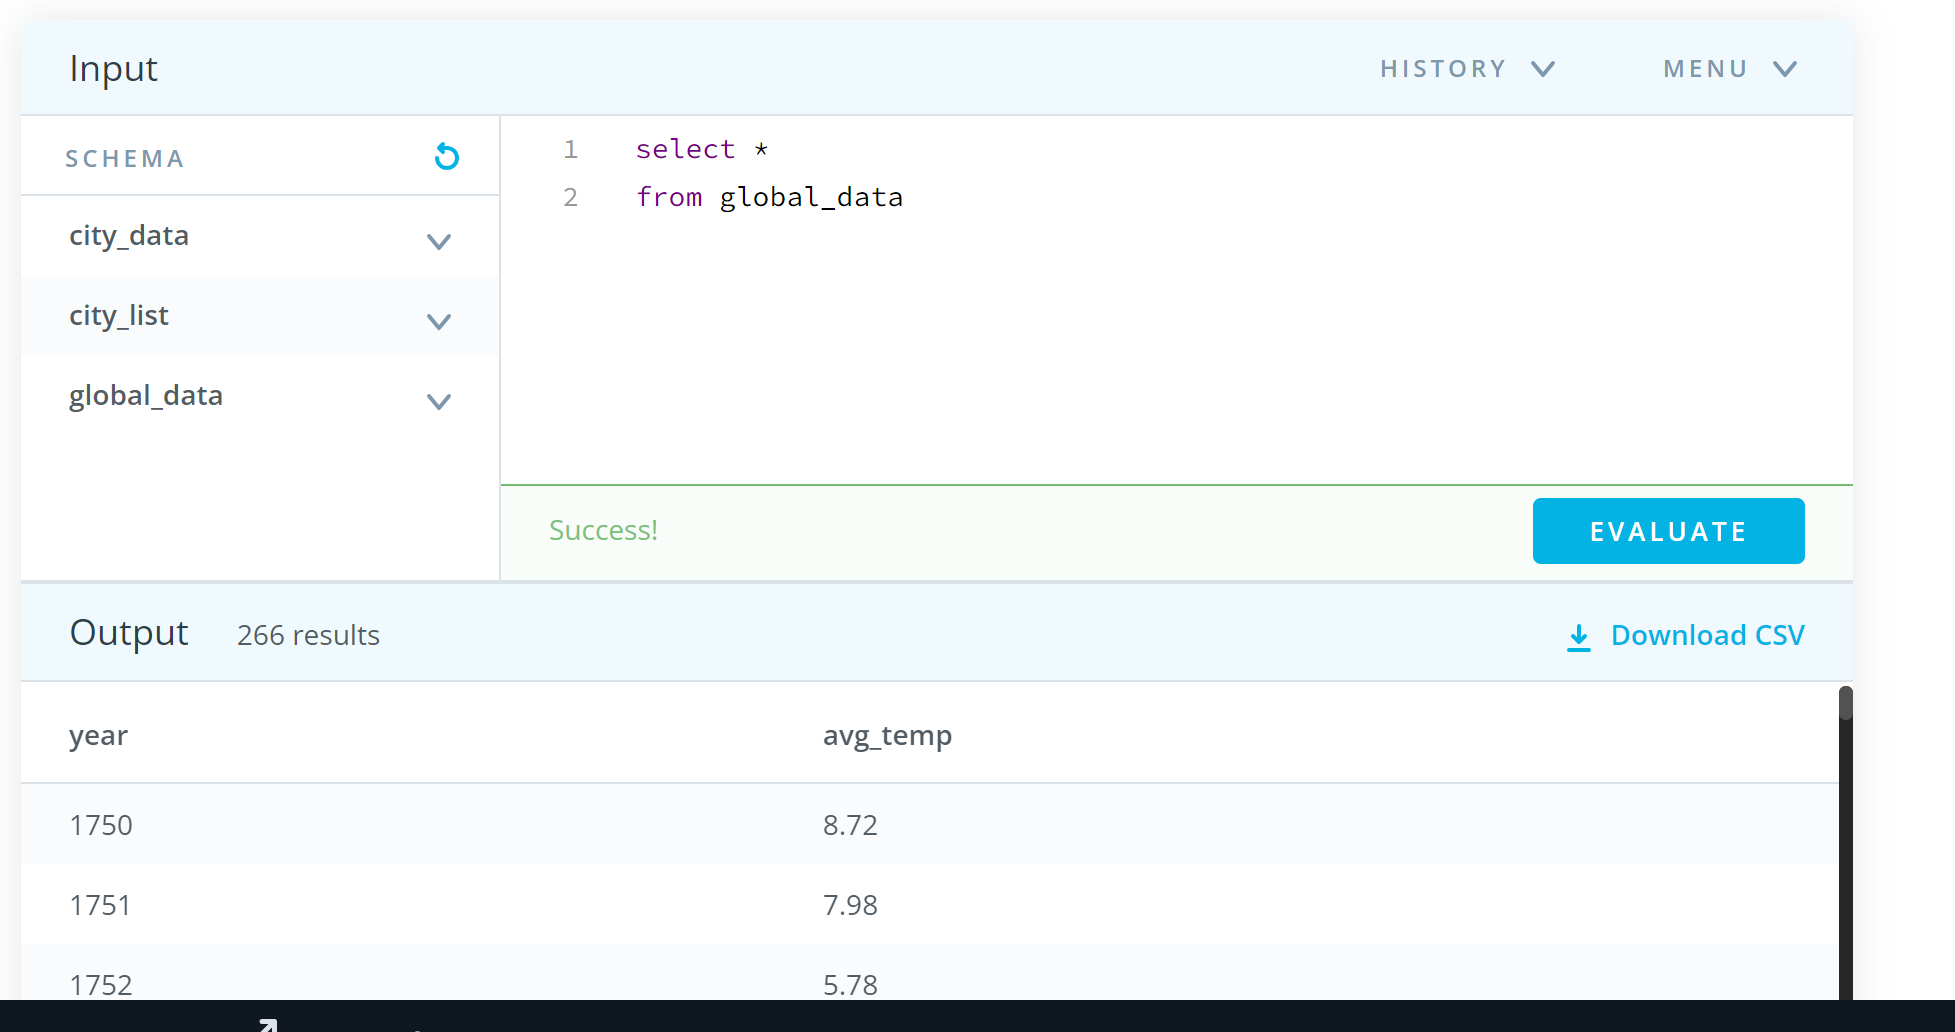 Input
HISTORY
MENU
SCHEMA
city_data
city_list
global_data
1 select *
2 from global_data
Success!
EVALUATE
Output 266 results
Download CSV
year avg_temp
1750 8.72
1751 7.98
1752 5.78